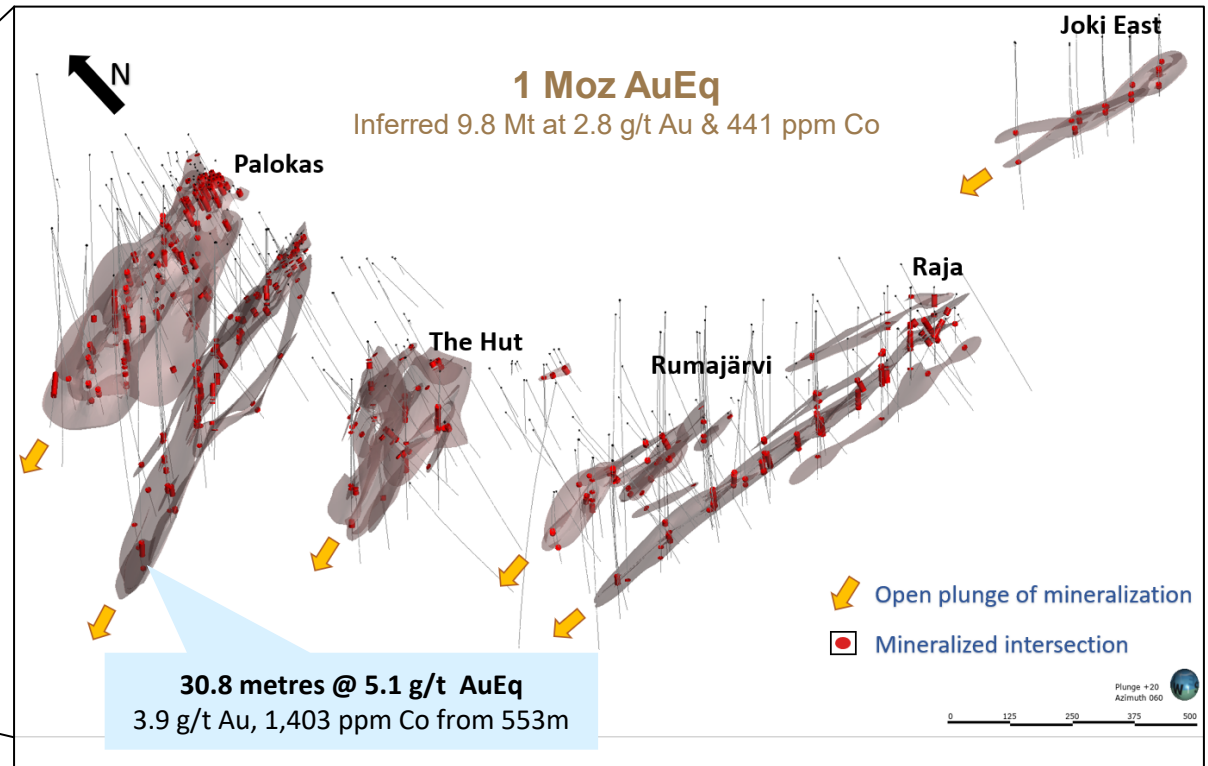 Joki East
N
1 Moz AuEq
Inferred 9.8 Mt at 2.8 g/t Au & 441 ppm Co
Palokas
Raja
The Hut
Rumajärvi
Open plunge of mineralization
Mineralized intersection
30.8 metres @ 5.1 g/t AuEq
3.9 g/t Au, 1,403 ppm Co from 553m
Plunge +20
Azimuth 060
W
0 125 250 375 500